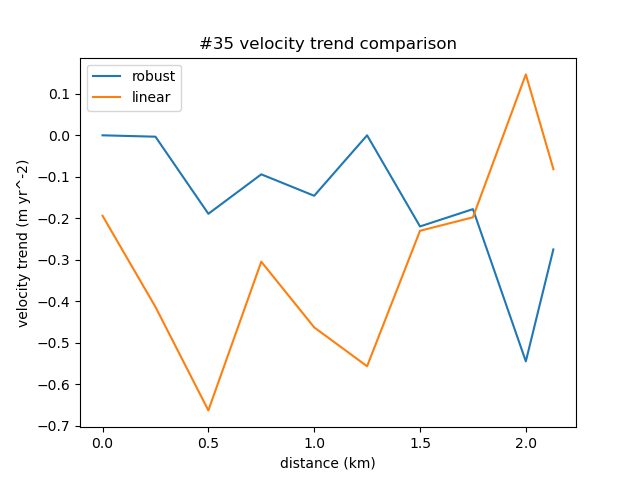 #35 velocity trend comparison
robust
linear
velocity trend (m yr^-2)
0.1
0.0
−0.1
−0.2
−0.3
−0.4
−0.5
−0.6
−0.7
0.0 0.5 1.0 1.5 2.0
distance (km)